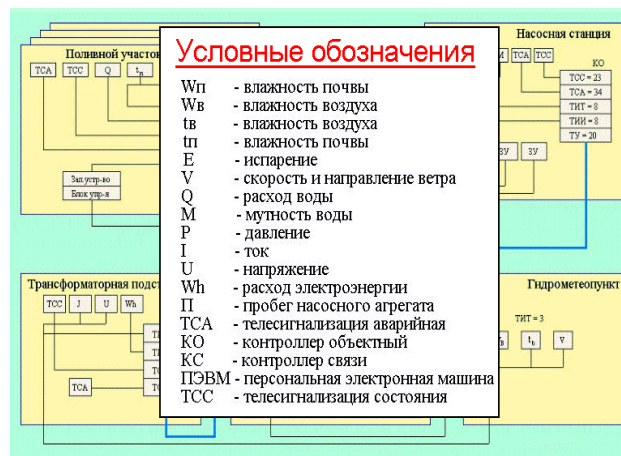 Поливной участок
ТСА ТСС Q tп
Зап.устр-во
Блок упр-я
Условные обозначения
Wп - влажность почвы
Wв - влажность воздуха
tв - влажность воздуха
tп - влажность почвы
E - испарение
V - скорость и направление ветра
Q - расход воды
M - мутность воды
P - давление
I - ток
U - напряжение
Wh - расход электроэнергии
П - пробег насосного агрегата
ТСА - телесигнализация аварийная
КО - контроллер объектный
КС - контроллер связи
ПЭВМ - персональная электронная машина
ТСС - телесигнализация состояния
Насосная станция
ТСА ТСС
КО
ТСС = 23
ТСА = 34
ТИТ = 8
ТИИ = 8
ТУ = 20
ЗУ ЗУ
Трансформаторная подст
ТСС J U Wh
ТСА
Гидрометеопункт
ТИТ = 3
V